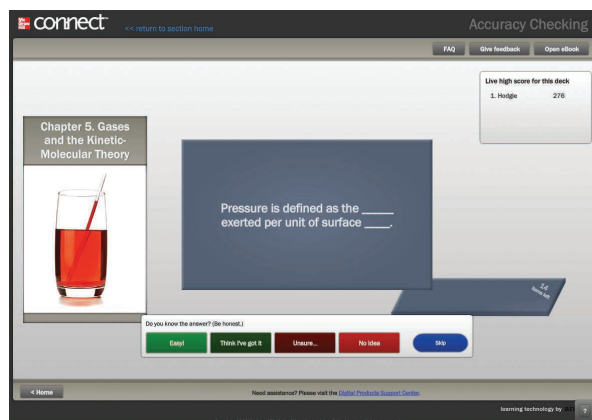 connect
<< return to section home
Accuracy Checking
FAQ
Give feedback
Open eBook
Live high score for this deck
1. Hodgie 276
Chapter 5. Gases
and the Kinetic-
Molecular Theory
Pressure is defined as the _____
exerted per unit of surface ____.
14
items left
Do you know the answer? (Be honest.)
Easy!
Think I've got it
Unsure...
No Idea
Skip
< Home
Need assistance? Please visit the Digital Products Support Center.
learning technology by
?